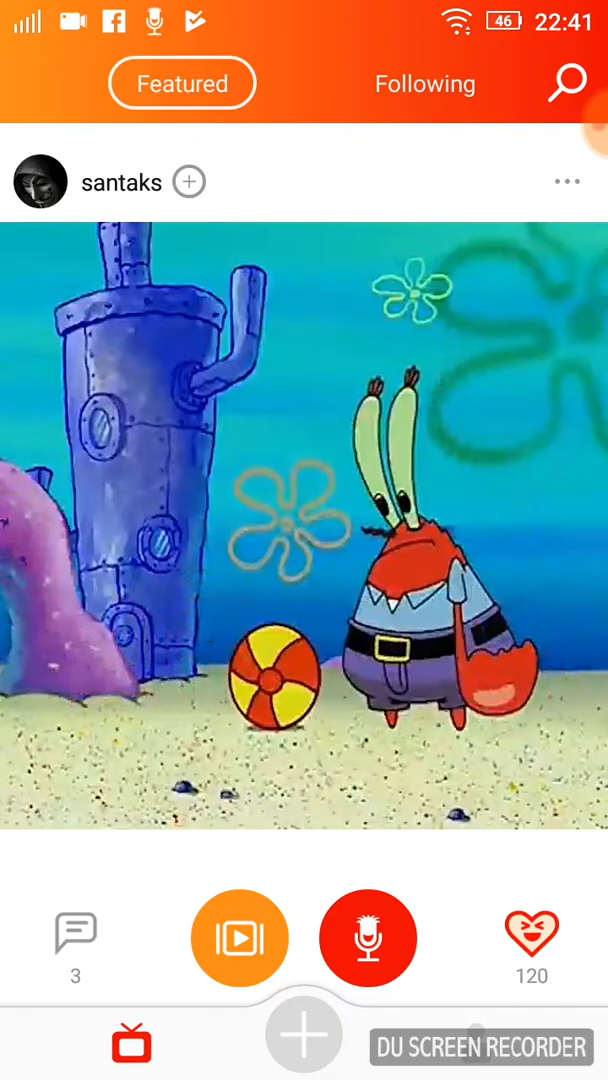 46 22:41
Featured Following
santaks
3 120
DU SCREEN RECORDER